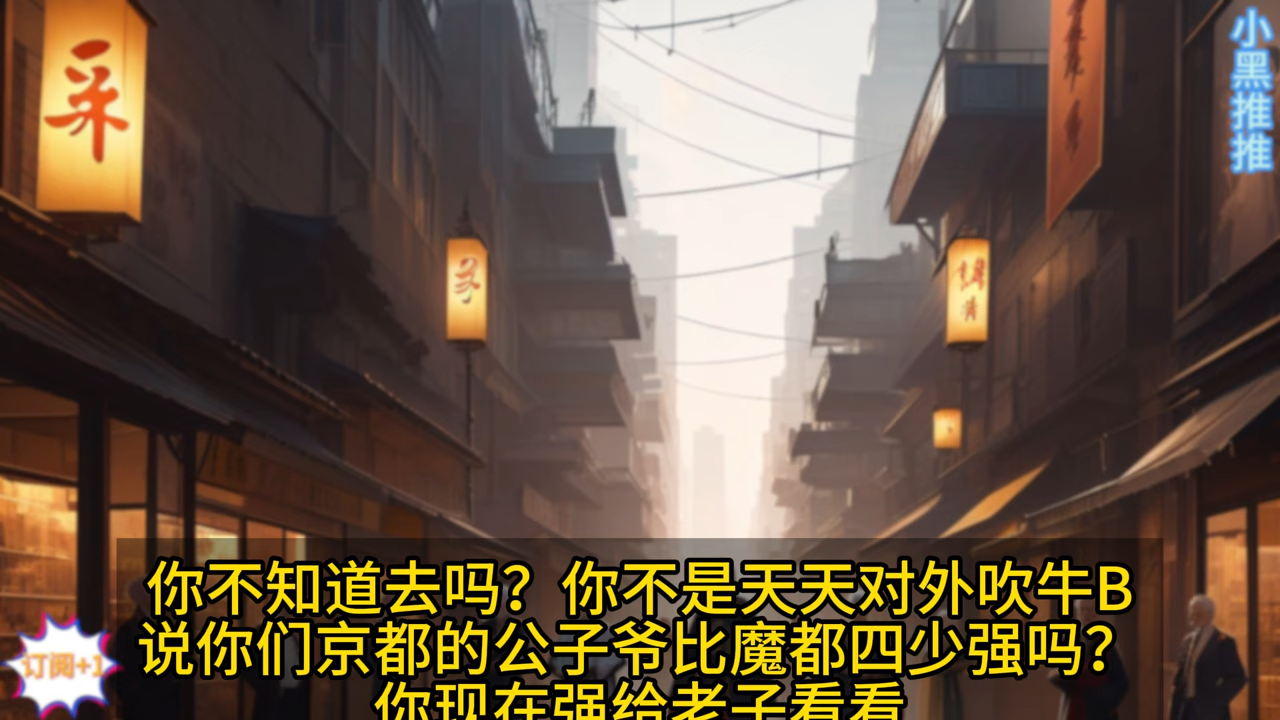 小黑推推
你不知道去吗？你不是天天对外吹牛B
说你们京都的公子爷比魔都四少强吗？
你现在强给老子看看
订阅+1